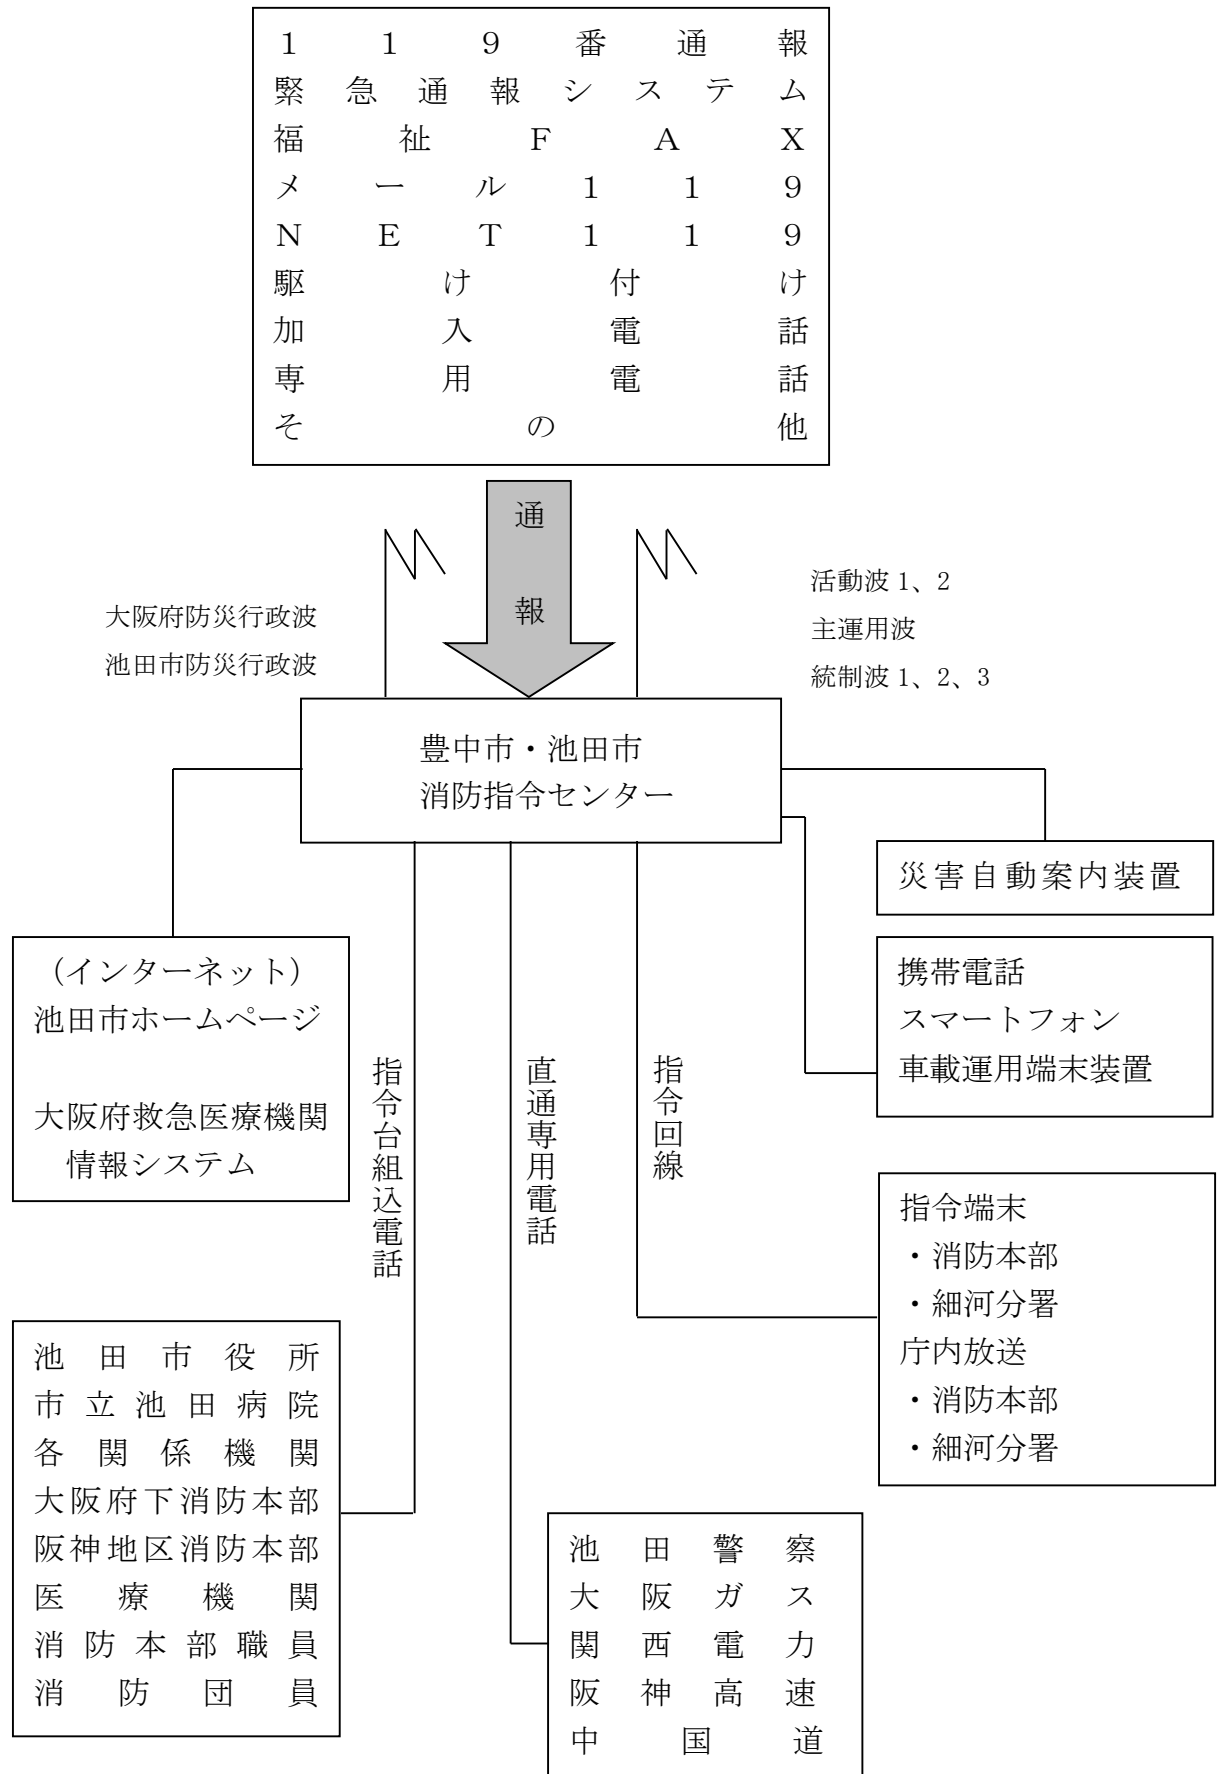 １１９番通報
緊急通報システム
福祉ＦＡＸ
メール１１９
ＮＥＴ１１９
駆け付け
加入電話
専用電話
その他
通報
大阪府防災行政波
池田市防災行政波
活動波 1、2
主運用波
統制波 1、2、3
豊中市・池田市
消防指令センター
災害自動案内装置
（インターネット）
池田市ホームページ
大阪府救急医療機関
情報システム
携帯電話
スマートフォン
車載運用端末装置
指令台組込電話
直通専用電話
指令回線
指令端末
・消防本部
・細河分署
庁内放送
・消防本部
・細河分署
池田市役所
市立池田病院
各関係機関
大阪府下消防本部
阪神地区消防本部
医療機関
消防本部職員
消防団員
池田警察
大阪ガス
関西電力
阪神高速
中国道